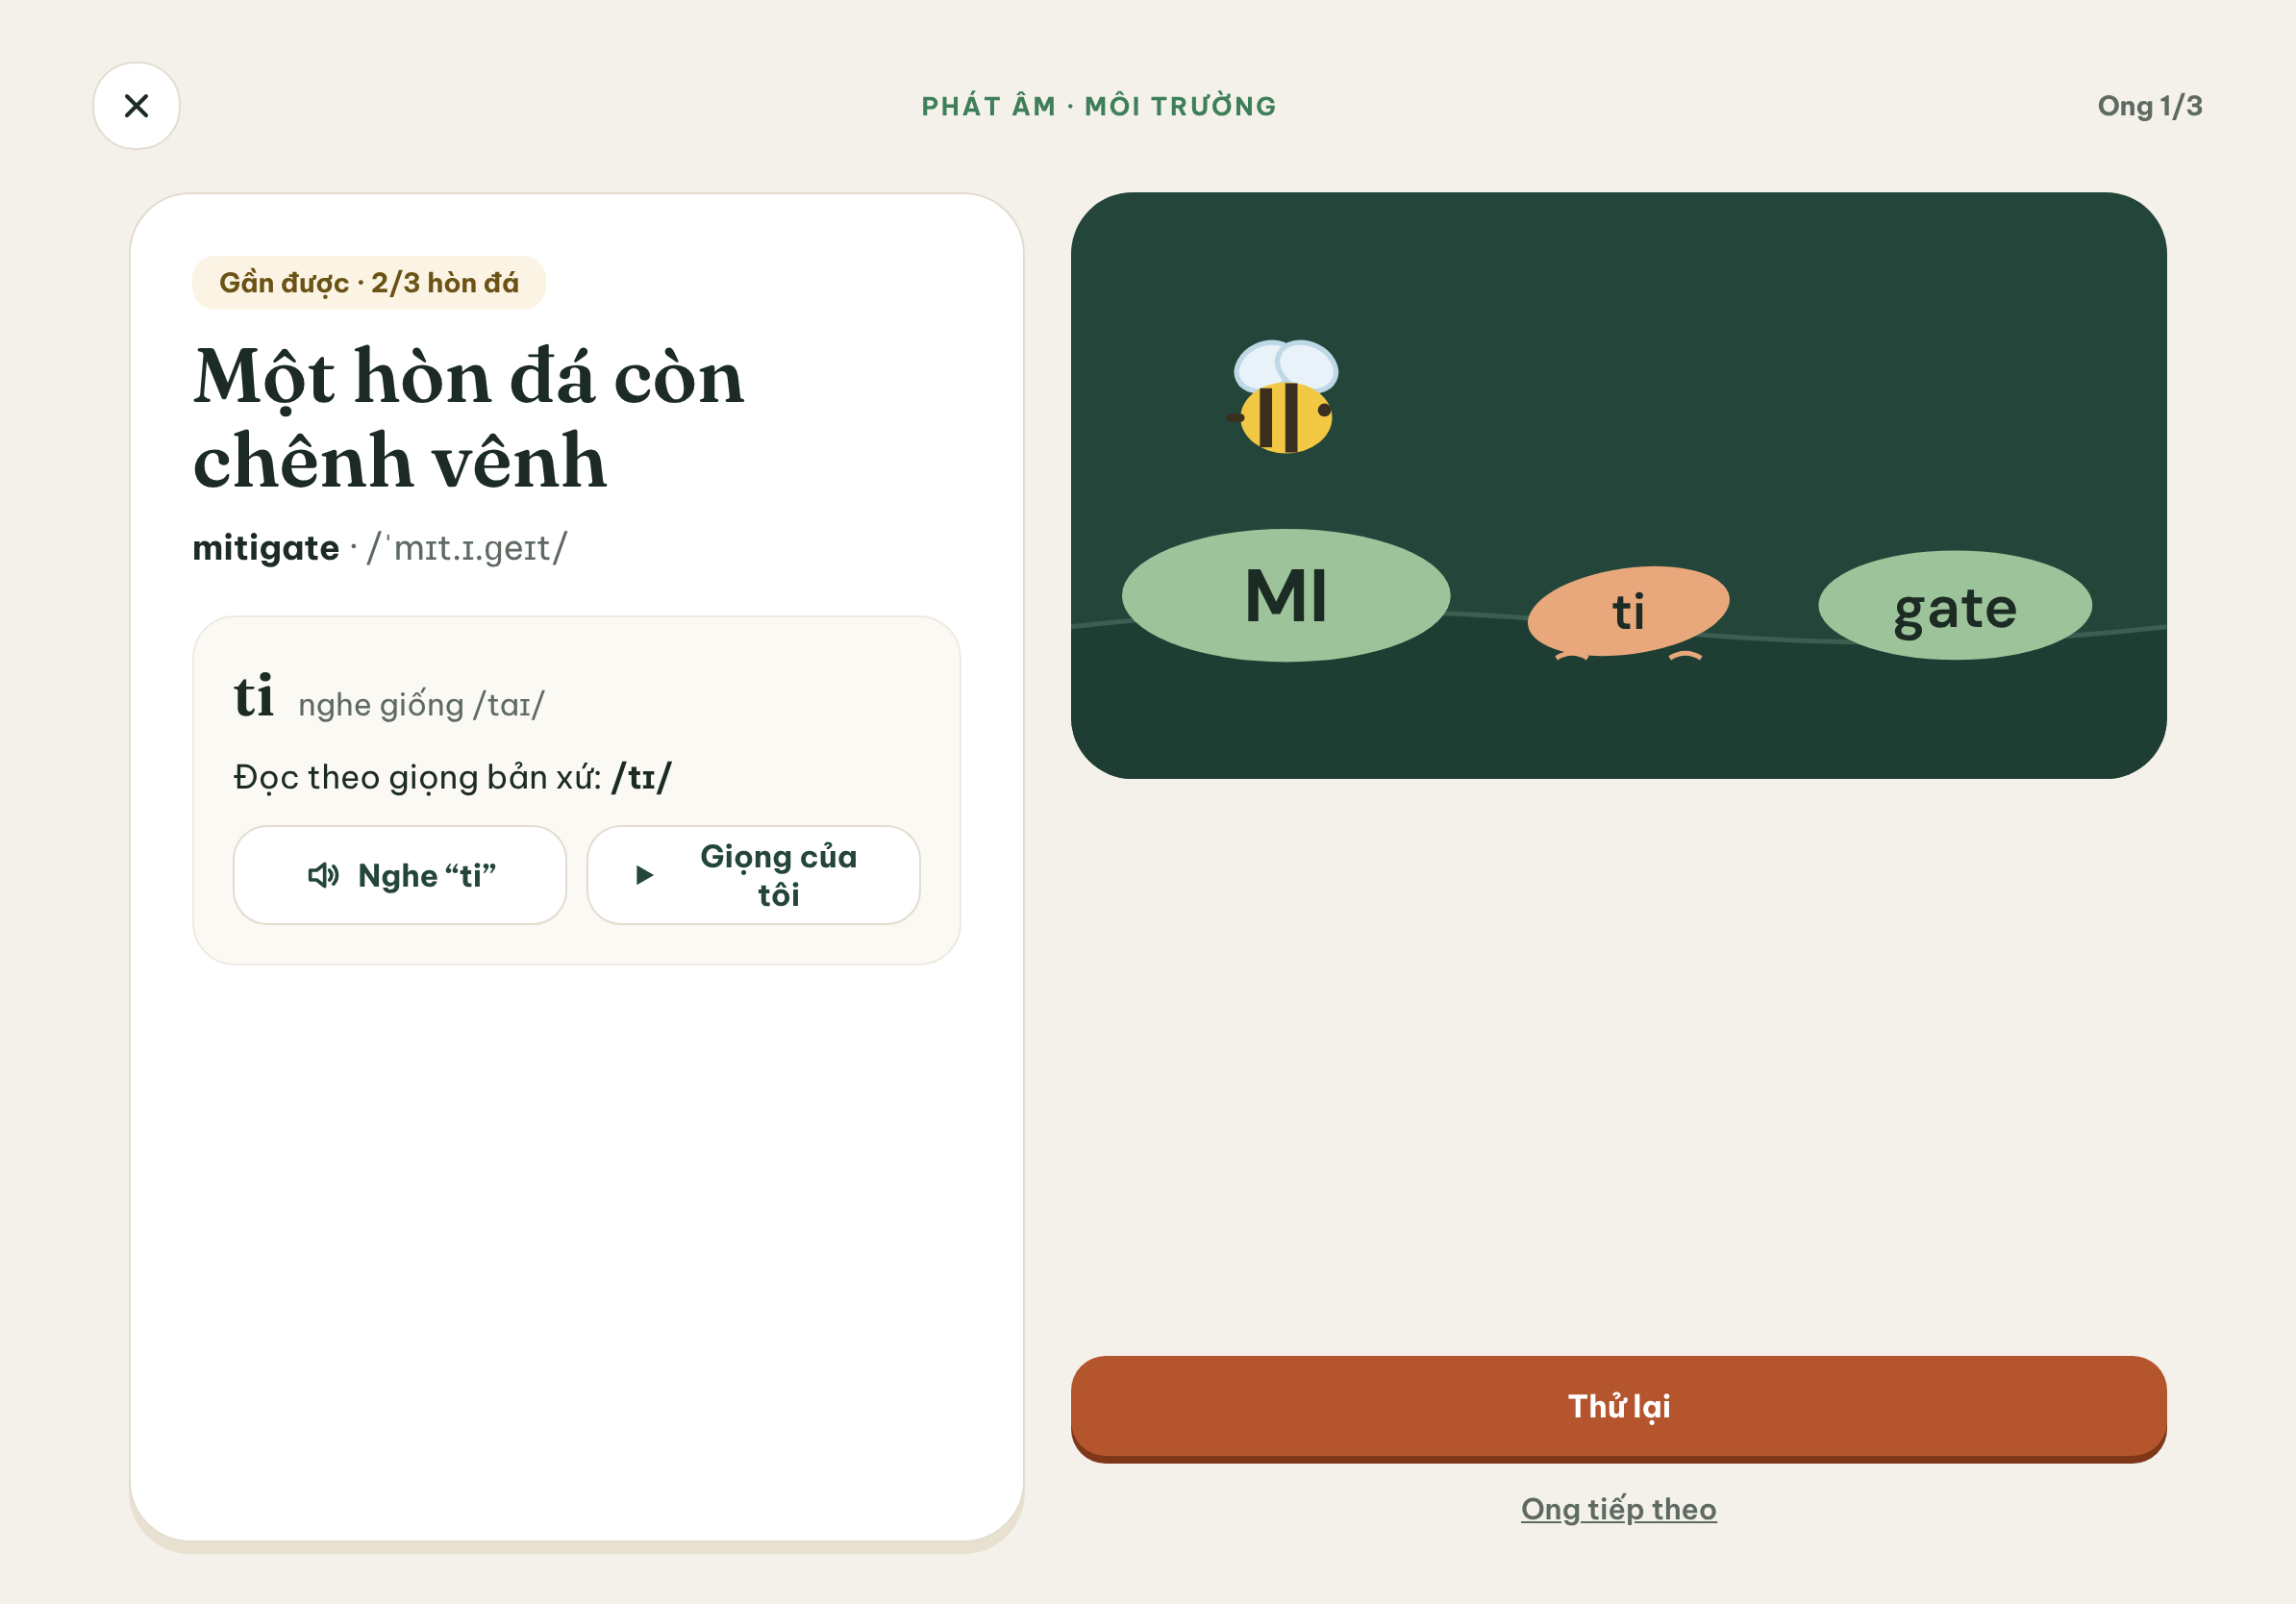 PHÁT ÂM · MÔI TRƯỜNG
Ong 1/3
Gần được · 2/3 hòn đá
Một hòn đá còn
chênh vênh
mitigate · /ˈmɪt.ɪ.geɪt/
ti nghe giống /taɪ/
Đọc theo giọng bản xứ: /tɪ/
Nghe “ti”
Giọng của
tôi
MI
ti
gate
Thử lại
Ong tiếp theo